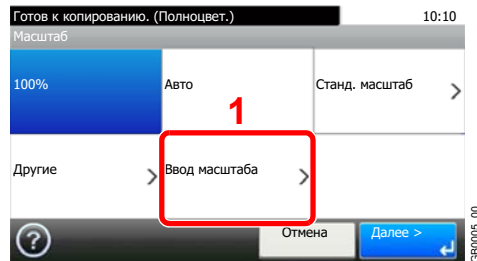 Готов к копированию. (Полноцвет.) 10:10
Масштаб
100% Авто Станд. масштаб
1
Другие Ввод масштаба
? Отмена Далее >
GB0005_00